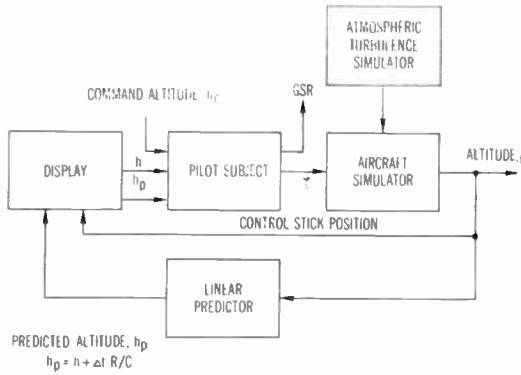 ATMOSPHERIC
TURBULENCE
SIMULATOR
COMMAND ALTITUDE hc
GSR
DISPLAY
h
hp
PILOT SUBJECT
AIRCRAFT
SIMULATOR
ALTITUDE,
CONTROL STICK POSITION
LINEAR
PREDICTOR
PREDICTED ALTITUDE, hp
hp = h + Δt R/C